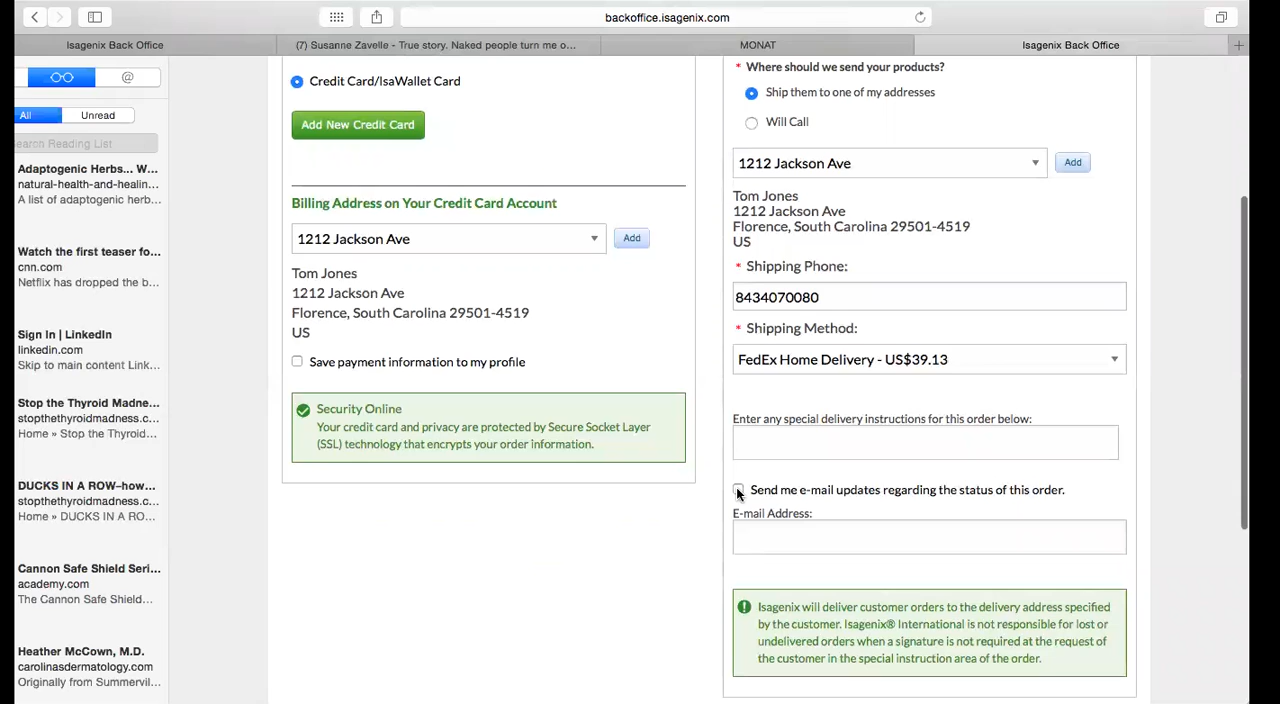 backoffice.isagenix.com
Isagenix Back Office
(7) Susanne Zavelle - True story. Naked people turn me o...
MONAT
Isagenix Back Office
@
All
Unread
earch Reading List
Adaptogenic Herbs... W...
natural-health-and-healin...
A list of adaptogenic herb...
Watch the first teaser fo...
cnn.com
Netflix has dropped the b...
Sign In | LinkedIn
linkedin.com
Skip to main content Link...
Stop the Thyroid Madne...
stopthethyroidmadness.c...
Home » Stop the Thyroid...
DUCKS IN A ROW–how...
stopthethyroidmadness.c...
Home » DUCKS IN A RO...
Cannon Safe Shield Seri...
academy.com
The Cannon Safe Shield...
Heather McCown, M.D.
carolinasdermatology.com
Originally from Summervil...
Credit Card/IsaWallet Card
Add New Credit Card
Billing Address on Your Credit Card Account
1212 Jackson Ave
Add
Tom Jones
1212 Jackson Ave
Florence, South Carolina 29501-4519
US
Save payment information to my profile
Security Online
Your credit card and privacy are protected by Secure Socket Layer
(SSL) technology that encrypts your order information.
* Where should we send your products?
Ship them to one of my addresses
Will Call
1212 Jackson Ave
Add
Tom Jones
1212 Jackson Ave
Florence, South Carolina 29501-4519
US
* Shipping Phone:
8434070080
* Shipping Method:
FedEx Home Delivery - US$39.13
Enter any special delivery instructions for this order below:
Send me e-mail updates regarding the status of this order.
E-mail Address:
Isagenix will deliver customer orders to the delivery address specified
by the customer. Isagenix® International is not responsible for lost or
undelivered orders when a signature is not required at the request of
the customer in the special instruction area of the order.